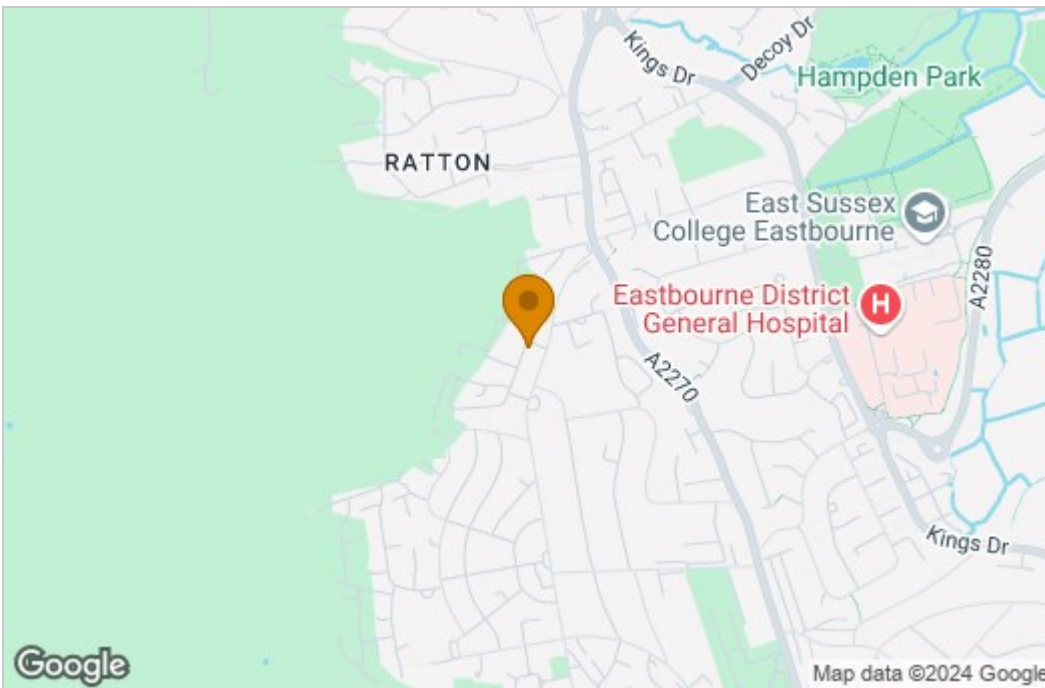 Kings Dr
Decoy Dr
Hampden Park
RATTON
East Sussex
College Eastbourne
A2280
Eastbourne District
General Hospital
H
A2270
Kings Dr
Google
Map data ©2024 Google